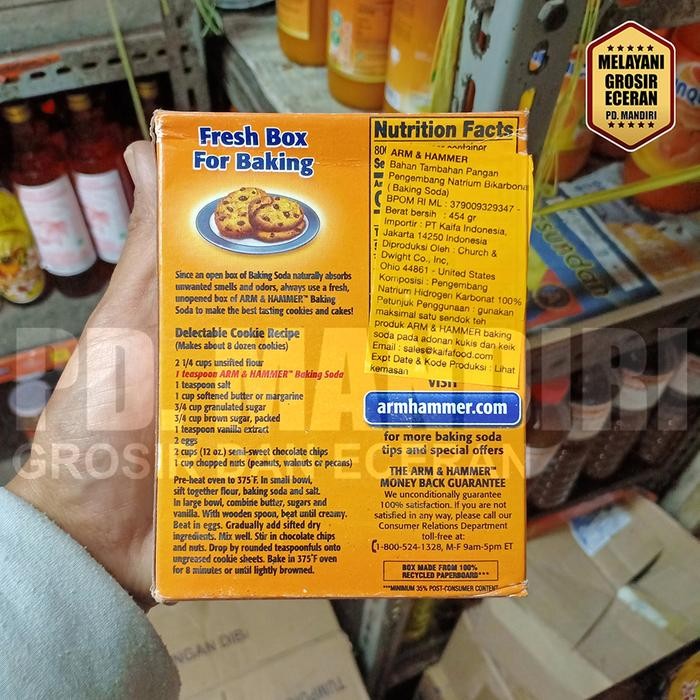 MELAYANI
GROSIR
ECERAN
PD. MANDIRI
Fresh Box
For Baking
Since an open box of Baking Soda naturally absorbs
unwanted smells and odors, always use a fresh,
unopened box of ARM & HAMMER™ Baking
Soda to make the best tasting cookies and cakes!
Delectable Cookie Recipe
(Makes about 8 dozen cookies)
2 1/4 cups unsifted flour
1 teaspoon ARM & HAMMER™ Baking Soda
1 teaspoon salt
1 cup softened butter or margarine
3/4 cup granulated sugar
3/4 cup brown sugar, packed
1 teaspoon vanilla extract
2 eggs
2 cups (12 oz.) semi-sweet chocolate chips
1 cup chopped nuts (peanuts, walnuts or pecans)
Pre-heat oven to 375°F. In small bowl,
sift together flour, baking soda and salt.
In large bowl, combine butter, sugars and
vanilla. With wooden spoon, beat until creamy.
Beat in eggs. Gradually add sifted dry
ingredients. Mix well. Stir in chocolate chips
and nuts. Drop by rounded teaspoonfuls onto
ungreased cookie sheets. Bake in 375°F oven
for 8 minutes or until lightly browned.
Nutrition Facts
container
ARM & HAMMER
Bahan Tambahan Pangan
Pengembang Natrium Bikarbona
( Baking Soda)
BPOM RI ML : 379009329347 -
Berat bersih : 454 gr
Importir : PT Kaifa Indonesia,
Jakarta 14250 Indonesia
Diproduksi Oleh : Church &
Dwight Co., Inc,
Ohio 44861 - United States
Komposisi : Pengembang
Natrium Hidrogen Karbonat 100%
Petunjuk Penggunaan : gunakan
maksimal satu sendok teh
produk ARM & HAMMER baking
soda pada adonan kukis dan keik
Email : sales@kaifafood.com
Expt Date & Kode Produksi : Lihat
kemasan
VISIT
armhammer.com
for more baking soda
tips and special offers
THE ARM & HAMMER™
MONEY BACK GUARANTEE
We unconditionally guarantee
100% satisfaction. If you are not
satisfied in any way, please call our
Consumer Relations Department
toll-free at:
1-800-524-1328, M-F 9am-5pm ET
BOX MADE FROM 100%
RECYCLED PAPERBOARD***
***MINIMUM 35% POST-CONSUMER CONTENT
PD. MANDIRI
GROSIR DAN ECERAN